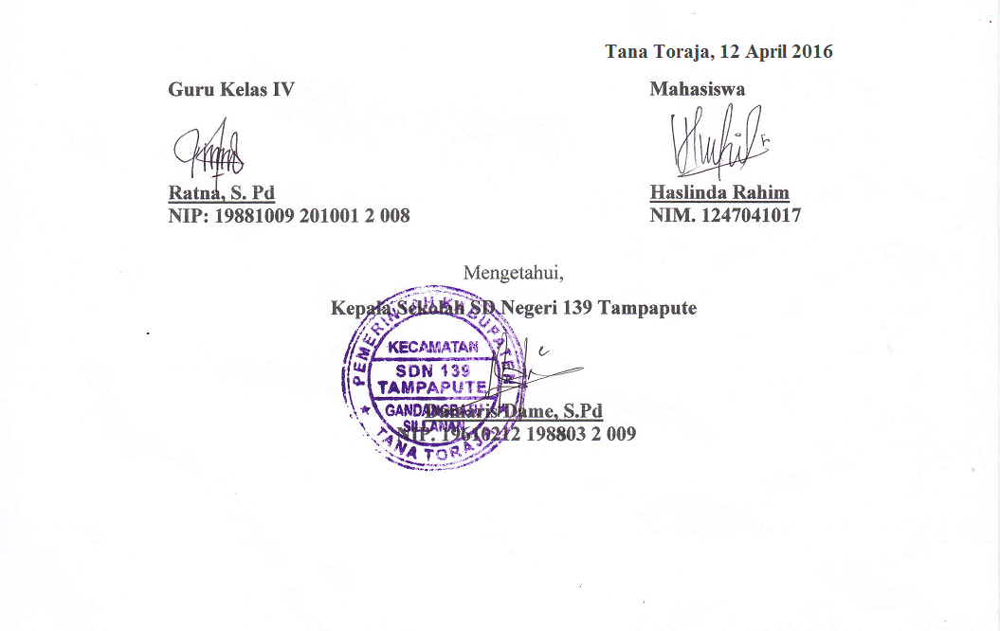 Tana Toraja, 12 April 2016
Guru Kelas IV
Mahasiswa
Ratna, S. Pd
Haslinda Rahim
NIP: 19881009 201001 2 008
NIM. 1247041017
Mengetahui,
Kepala Sekolah SD Negeri 139 Tampapute
PEMERINTAH KABUPATEN
KECAMATAN
SDN 139
TAMPAPUTE
GANDANGBATU
SILLANAN
TANA TORAJA
Damaris Dame, S.Pd
NIP. 19610212 198803 2 009